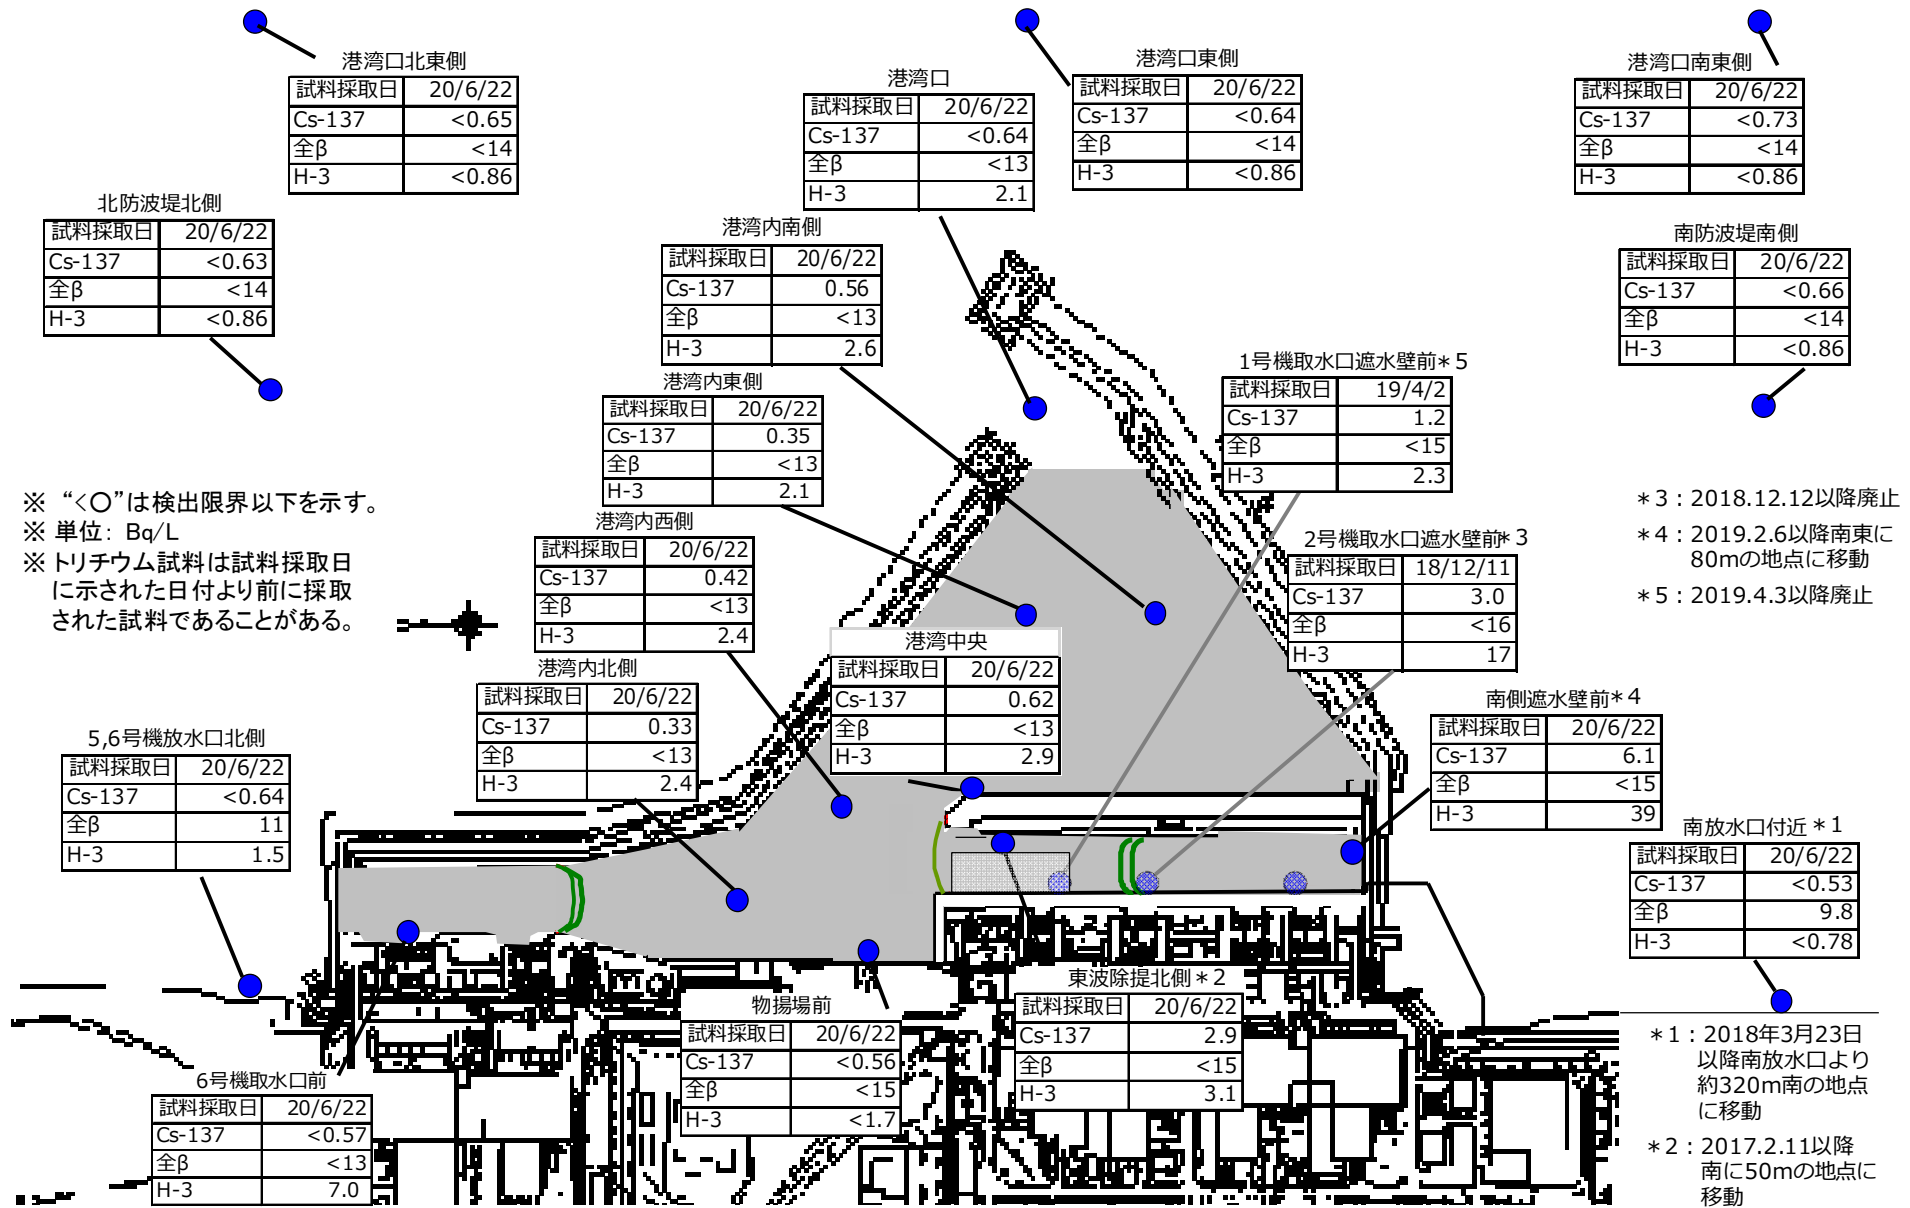 港湾口北東側
試料採取日 20/6/22
Cs-137 <0.65
全β <14
H-3 <0.86
港湾口
試料採取日 20/6/22
Cs-137 <0.64
全β <13
H-3 2.1
港湾口東側
試料採取日 20/6/22
Cs-137 <0.64
全β <14
H-3 <0.86
港湾口南東側
試料採取日 20/6/22
Cs-137 <0.73
全β <14
H-3 <0.86
北防波堤北側
試料採取日 20/6/22
Cs-137 <0.63
全β <14
H-3 <0.86
港湾内南側
試料採取日 20/6/22
Cs-137 0.56
全β <13
H-3 2.6
南防波堤南側
試料採取日 20/6/22
Cs-137 <0.66
全β <14
H-3 <0.86
港湾内東側
試料採取日 20/6/22
Cs-137 0.35
全β <13
H-3 2.1
1号機取水口遮水壁前*5
試料採取日 19/4/2
Cs-137 1.2
全β <15
H-3 2.3
※ “<○”は検出限界以下を示す。
※ 単位: Bq/L
※ トリチウム試料は試料採取日
に示された日付より前に採取
された試料であることがある。
港湾内西側
試料採取日 20/6/22
Cs-137 0.42
全β <13
H-3 2.4
2号機取水口遮水壁前*3
試料採取日 18/12/11
Cs-137 3.0
全β <16
H-3 17
*3:2018.12.12以降廃止
*4:2019.2.6以降南東に
80mの地点に移動
*5:2019.4.3以降廃止
港湾中央
試料採取日 20/6/22
Cs-137 0.62
全β <13
H-3 2.9
港湾内北側
試料採取日 20/6/22
Cs-137 0.33
全β <13
H-3 2.4
南側遮水壁前*4
試料採取日 20/6/22
Cs-137 6.1
全β <15
H-3 39
5,6号機放水口北側
試料採取日 20/6/22
Cs-137 <0.64
全β 11
H-3 1.5
南放水口付近*1
試料採取日 20/6/22
Cs-137 <0.53
全β 9.8
H-3 <0.78
東波除提北側*2
試料採取日 20/6/22
Cs-137 2.9
全β <15
H-3 3.1
物揚場前
試料採取日 20/6/22
Cs-137 <0.56
全β <15
H-3 <1.7
6号機取水口前
試料採取日 20/6/22
Cs-137 <0.57
全β <13
H-3 7.0
*1:2018年3月23日
以降南放水口より
約320m南の地点
に移動
*2:2017.2.11以降
南に50mの地点に
移動